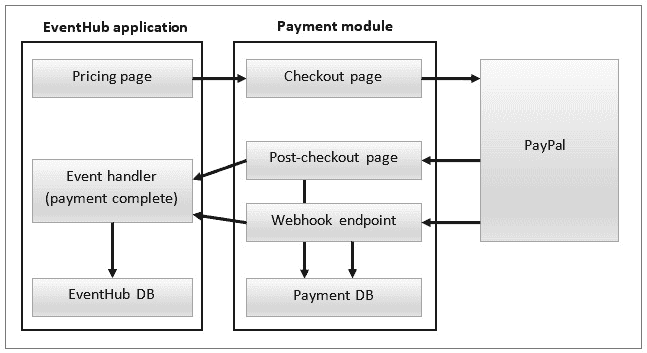 EventHub application
Payment module
Pricing page
Checkout page
PayPal
Post-checkout page
Event handler
(payment complete)
Webhook endpoint
EventHub DB
Payment DB